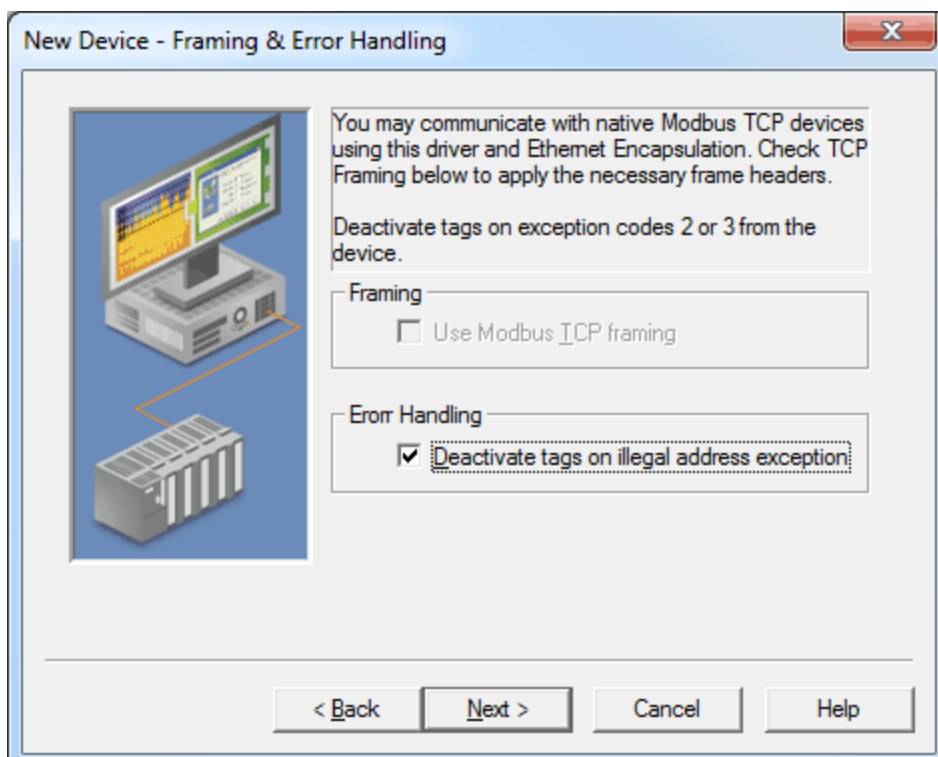 New Device - Framing & Error Handling
You may communicate with native Modbus TCP devices
using this driver and Ethernet Encapsulation. Check TCP
Framing below to apply the necessary frame headers.
Deactivate tags on exception codes 2 or 3 from the
device.
Framing
Use Modbus TCP framing
Erorr Handling
Deactivate tags on illegal address exception
< Back
Next >
Cancel
Help